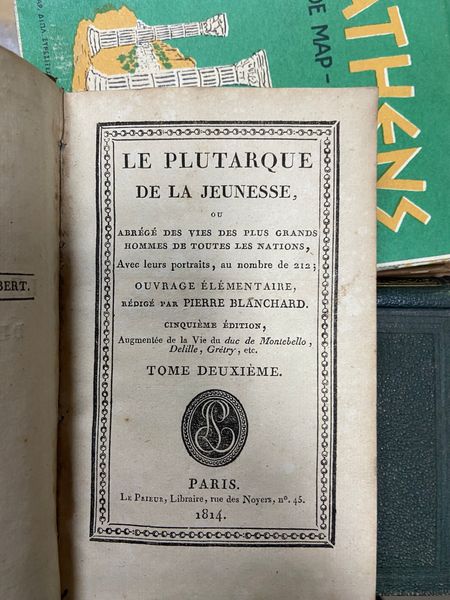 DE MAP-
ATHENS
BERT.
LE PLUTARQUE
DE LA JEUNESSE,
OU
ABRÉGÉ DES VIES DES PLUS GRANDS
HOMMES DE TOUTES LES NATIONS,
Avec leurs portraits, au nombre de 212;
OUVRAGE ÉLÉMENTAIRE,
RÉDIGÉ PAR PIERRE BLANCHARD.
CINQUIÈME ÉDITION,
Augmentée de la Vie du duc de Montebello,
Delille, Grétry, etc.
TOME DEUXIÈME.
PARIS.
LE PRIEUR, Libraire, rue des Noyers, nº. 45.
1814.